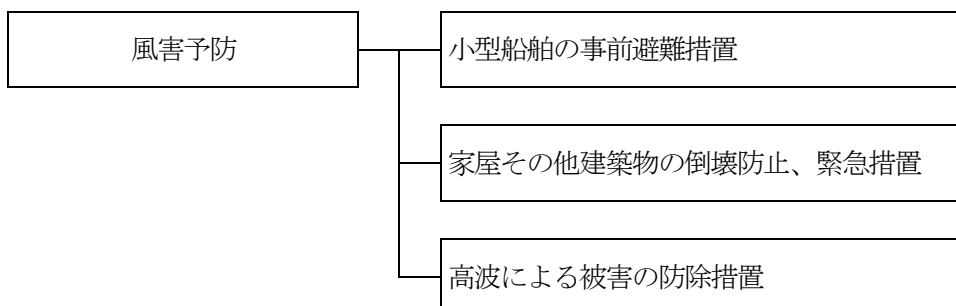 風害予防
小型船舶の事前避難措置
家屋その他建築物の倒壊防止、緊急措置
高波による被害の防除措置